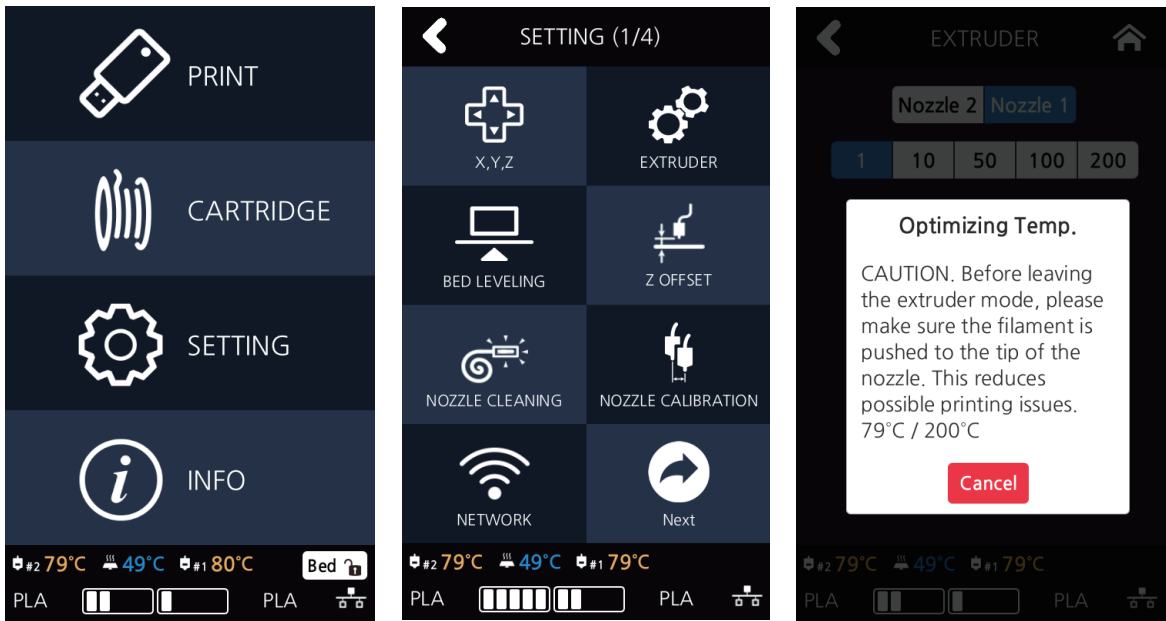 PRINT
CARTRIDGE
SETTING
INFO
#2 79°C 49°C #1 80°C Bed
PLA PLA
SETTING (1/4)
X,Y,Z EXTRUDER
BED LEVELING Z OFFSET
NOZZLE CLEANING NOZZLE CALIBRATION
NETWORK Next
#2 79°C 49°C #1 79°C
PLA PLA
EXTRUDER
Nozzle 2 Nozzle 1
1 10 50 100 200
Optimizing Temp.
CAUTION. Before leaving
the extruder mode, please
make sure the filament is
pushed to the tip of the
nozzle. This reduces
possible printing issues.
79°C / 200°C
Cancel
#2 79°C 49°C #1 79°C
PLA PLA